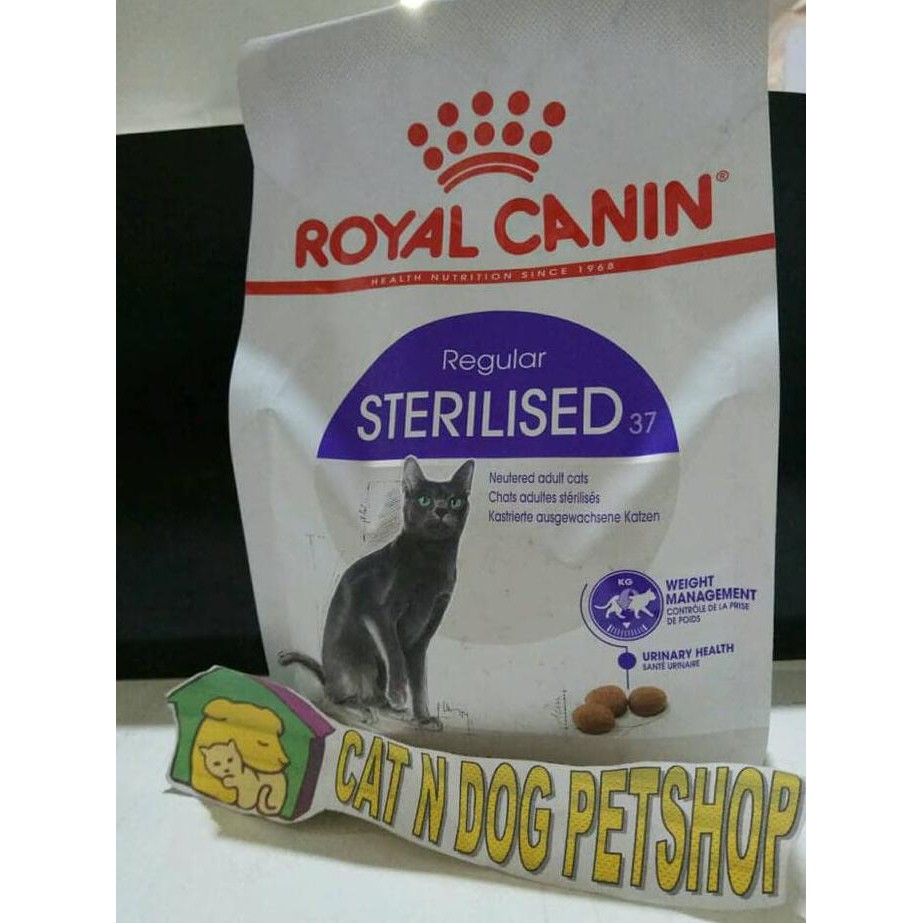 ROYAL CANIN®
HEALTH NUTRITION SINCE 1968
Regular
STERILISED 37
Neutered adult cats
Chats adultes stérilisés
Kastrierte ausgewachsene Katzen
KG
WEIGHT
MANAGEMENT
CONTRÔLE DE LA PRISE
DE POIDS
URINARY HEALTH
SANTÉ URINAIRE
CAT N DOG PETSHOP